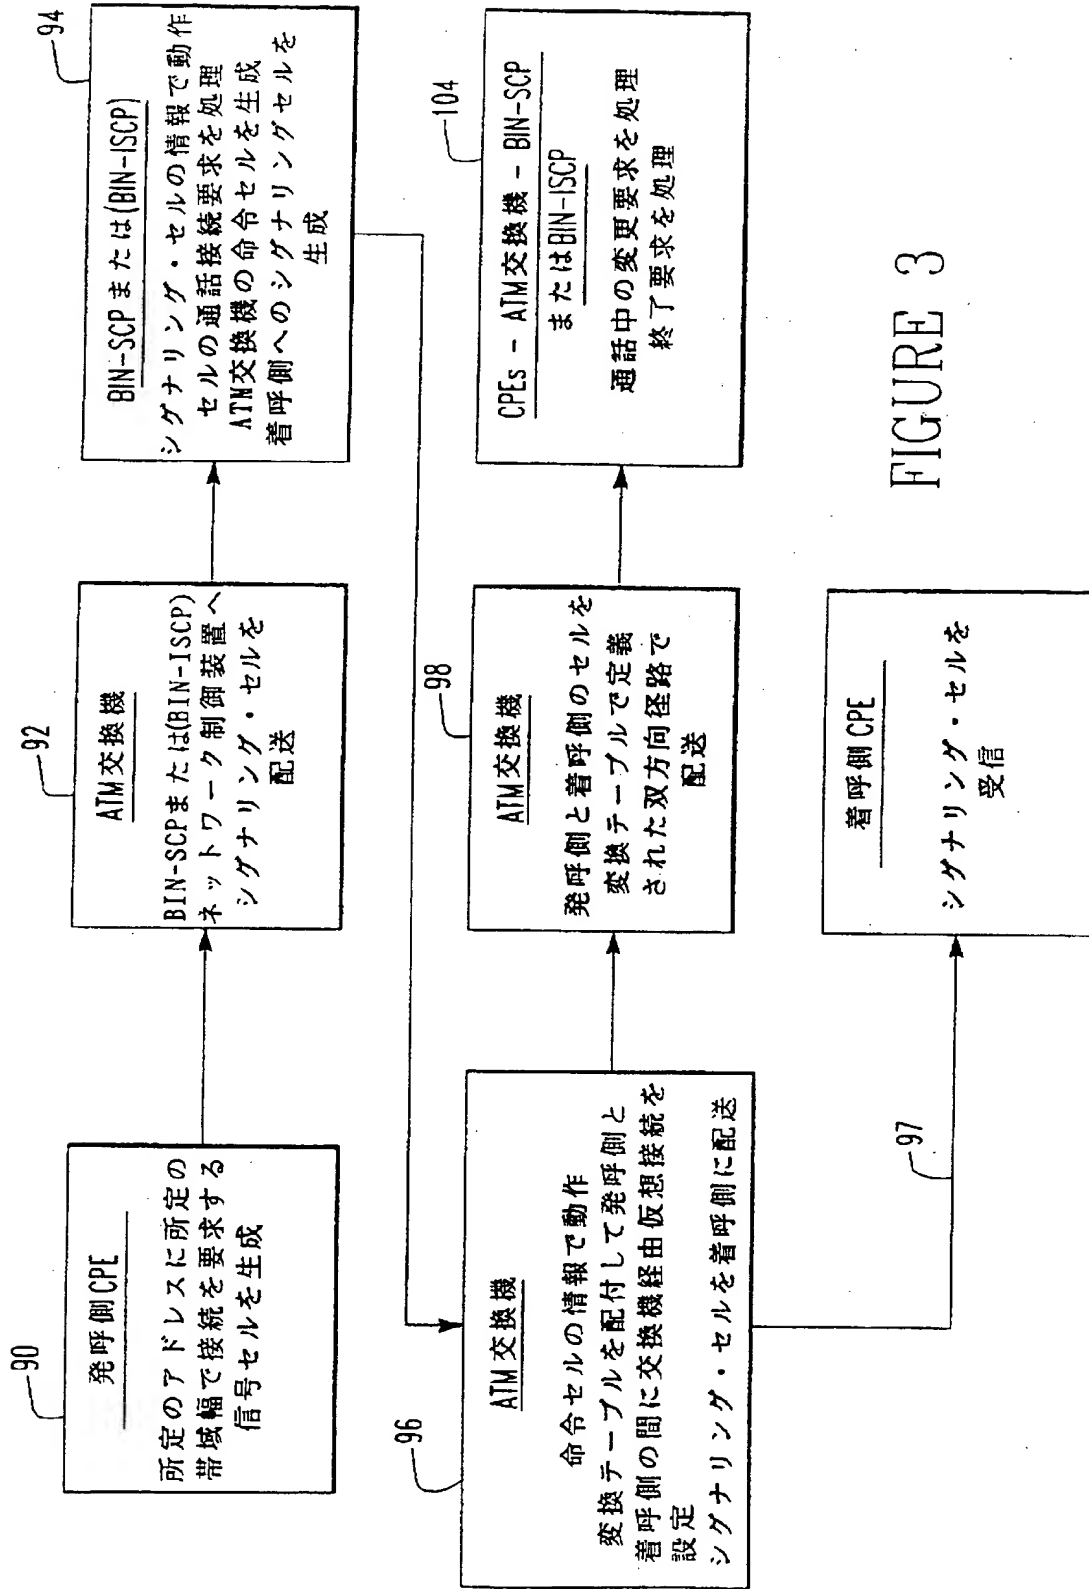 90
発呼側CPE
所定のアドレスに所定の
帯域幅で接続を要求する
信号セルを生成
92
ATM交換機
BIN-SCPまたは(BIN-ISCP)
ネットワーク制御装置へ
シグナリング・セルを
配送
94
BIN-SCPまたは(BIN-ISCP)
シグナリング・セルの情報で動作
セルの通話接続要求を処理
ATM交換機の命令セルを生成
着呼側へのシグナリングセルを
生成
96
ATM交換機
命令セルの情報で動作
変換テーブルを配付して発呼側と
着呼側の間に交換機経由仮想接続を
設定
シグナリング・セルを着呼側に配送
98
ATM交換機
発呼側と着呼側のセルを
変換テーブルで定義
された双方向経路で
配送
104
CPEs - ATM交換機 - BIN-SCP
またはBIN-ISCP
通話中の変更要求を処理
終了要求を処理
97
着呼側CPE
シグナリング・セルを
受信
FIGURE 3